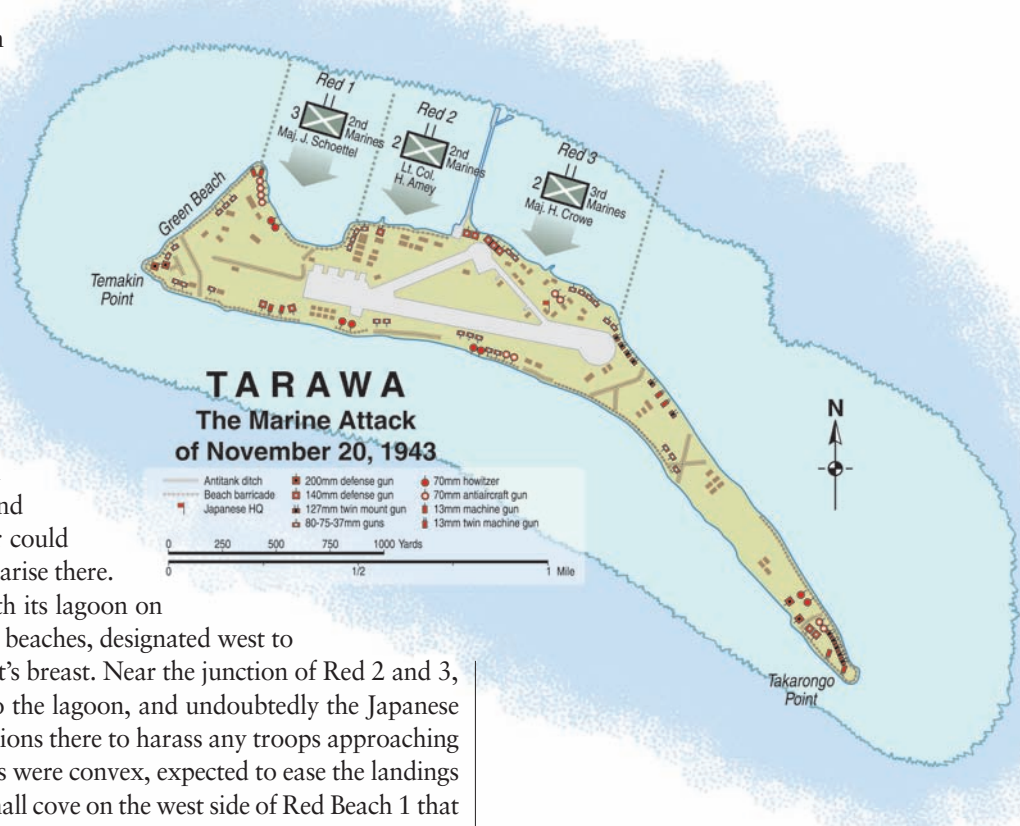 Red 1
3
2nd
Marines
Maj. J. Schoettel
Red 2
2
2nd
Marines
Lt. Col.
H. Amey
Red 3
2
3rd
Marines
Maj. H. Crowe
Green Beach
Temakin
Point
TARAWA
The Marine Attack
of November 20, 1943
N
Antitank ditch
Beach barricade
Japanese HQ
200mm defense gun
140mm defense gun
127mm twin mount gun
80-75-37mm guns
70mm howitzer
70mm antiaircraft gun
13mm machine gun
13mm twin machine gun
0 250 500 750 1000 Yards
0 1/2 1 Mile
Takarongo
Point
could
arise there.
its lagoon on
beaches, designated west to
t’s breast. Near the junction of Red 2 and 3,
the lagoon, and undoubtedly the Japanese
ions there to harass any troops approaching
s were convex, expected to ease the landings
nall cove on the west side of Red Beach 1 that